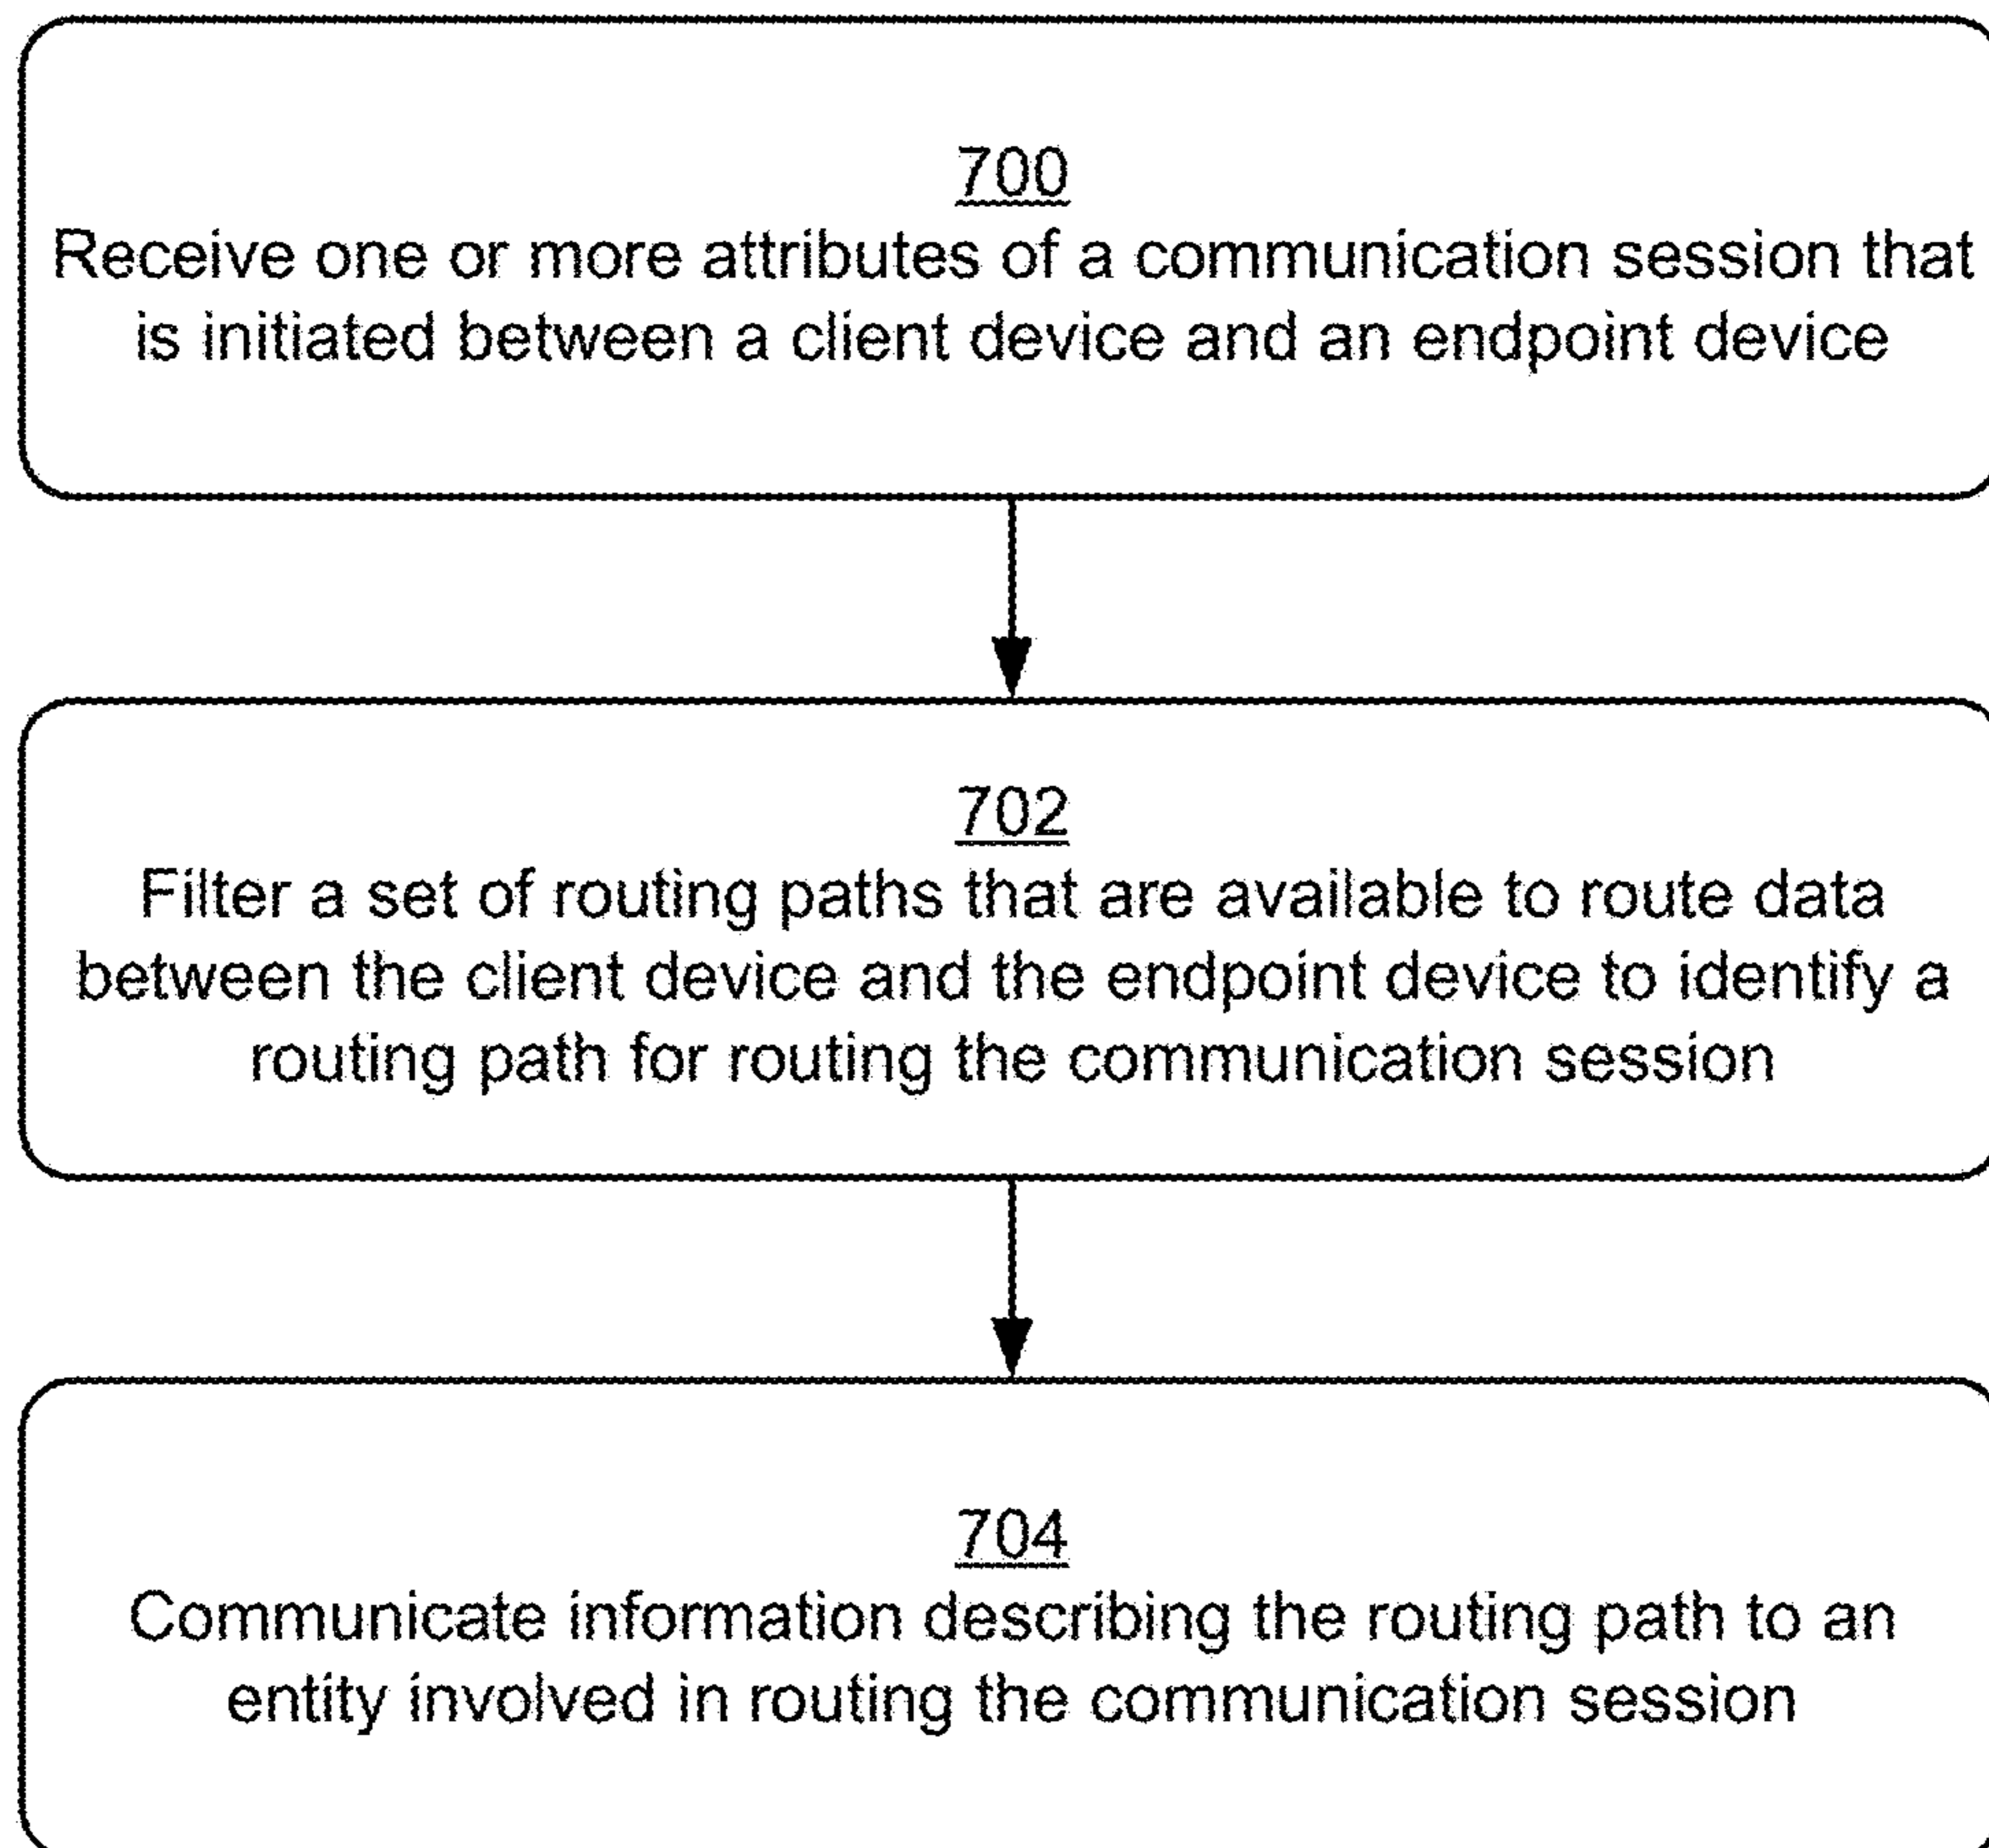 700
Receive one or more attributes of a communication session that
is initiated between a client device and an endpoint device
702
Filter a set of routing paths that are available to route data
between the client device and the endpoint device to identify a
routing path for routing the communication session
704
Communicate information describing the routing path to an
entity involved in routing the communication session